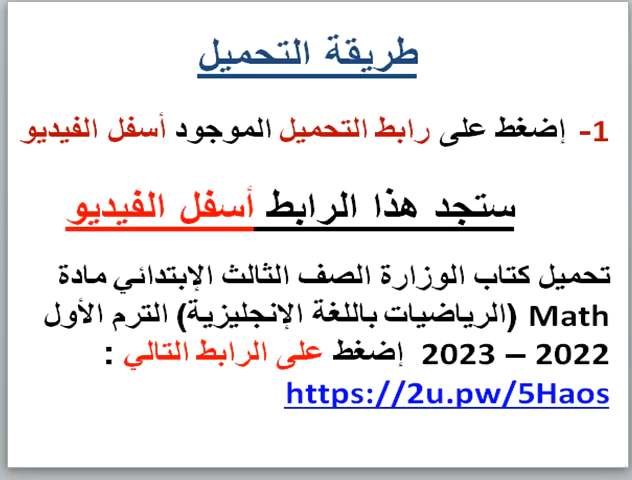 طريقة التحميل
1- إضغط على رابط التحميل الموجود أسفل الفيديو
ستجد هذا الرابط أسفل الفيديو
تحميل كتاب الوزارة الصف الثالث الإبتدائي مادة
Math (الرياضيات باللغة الإنجليزية) الترم الأول
2022 – 2023 إضغط على الرابط التالي :
https://2u.pw/5Haos